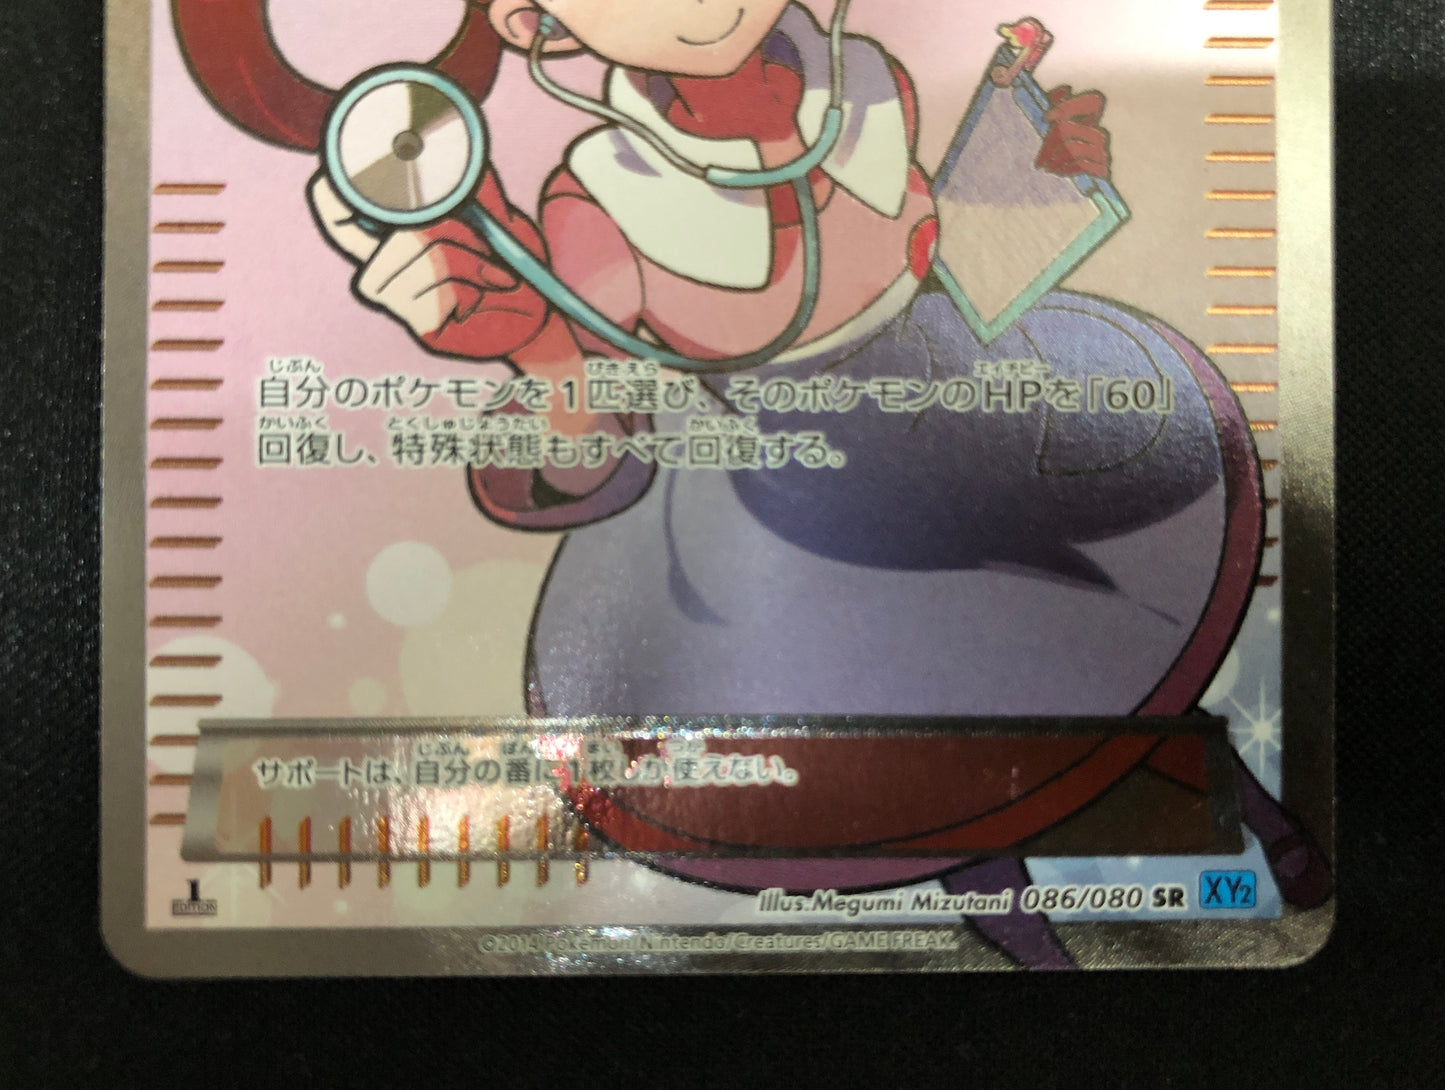 自分のポケモンを1匹選び、そのポケモンのHPを「60」
回復し、特殊状態もすべて回復する。
サポートは、自分の番に1枚しか使えない。
1 EDITION
Illus. Megumi Mizutani 086/080 SR XY2
©2014 Pokémon/Nintendo/Creatures/GAME FREAK.